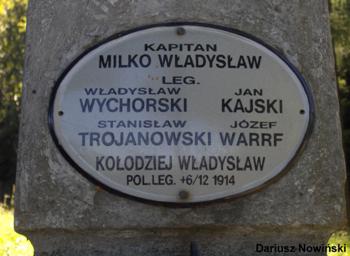 KAPITAN
MILKO WŁADYSŁAW
LEG.
WŁADYSŁAW JAN
WYCHORSKI KAJSKI
STANISŁAW JÓZEF
TROJANOWSKI WARRF
KOŁODZIEJ WŁADYSŁAW
POL.LEG. +6/12 1914
Dariusz Nowiński